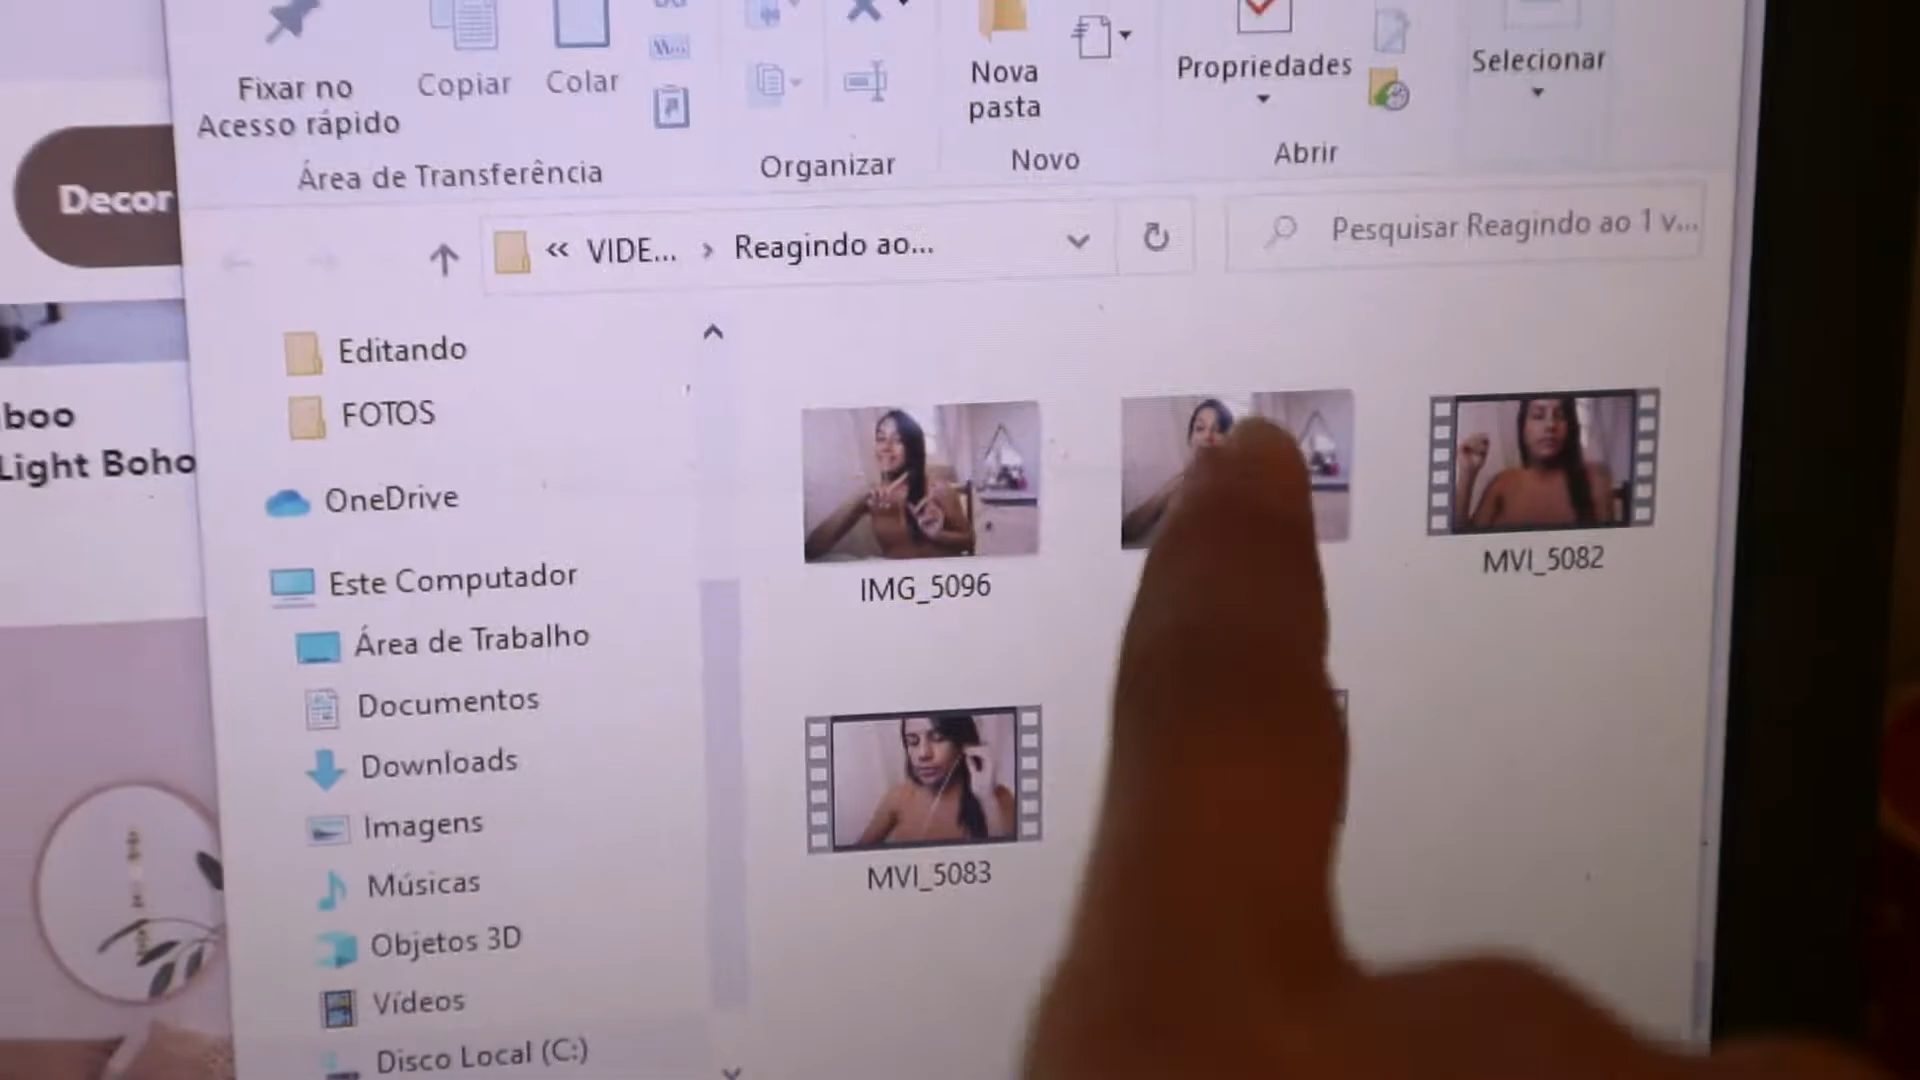 Fixar no
Acesso rápido
Copiar
Colar
Nova
pasta
Propriedades
Selecionar
Área de Transferência
Organizar
Novo
Abrir
Decor
« VIDE... › Reagindo ao...
Pesquisar Reagindo ao 1 v...
Editando
FOTOS
OneDrive
Este Computador
Área de Trabalho
Documentos
Downloads
Imagens
Músicas
Objetos 3D
Vídeos
Disco Local (C:)
IMG_5096
MVI_5082
MVI_5083
boo
Light Boho